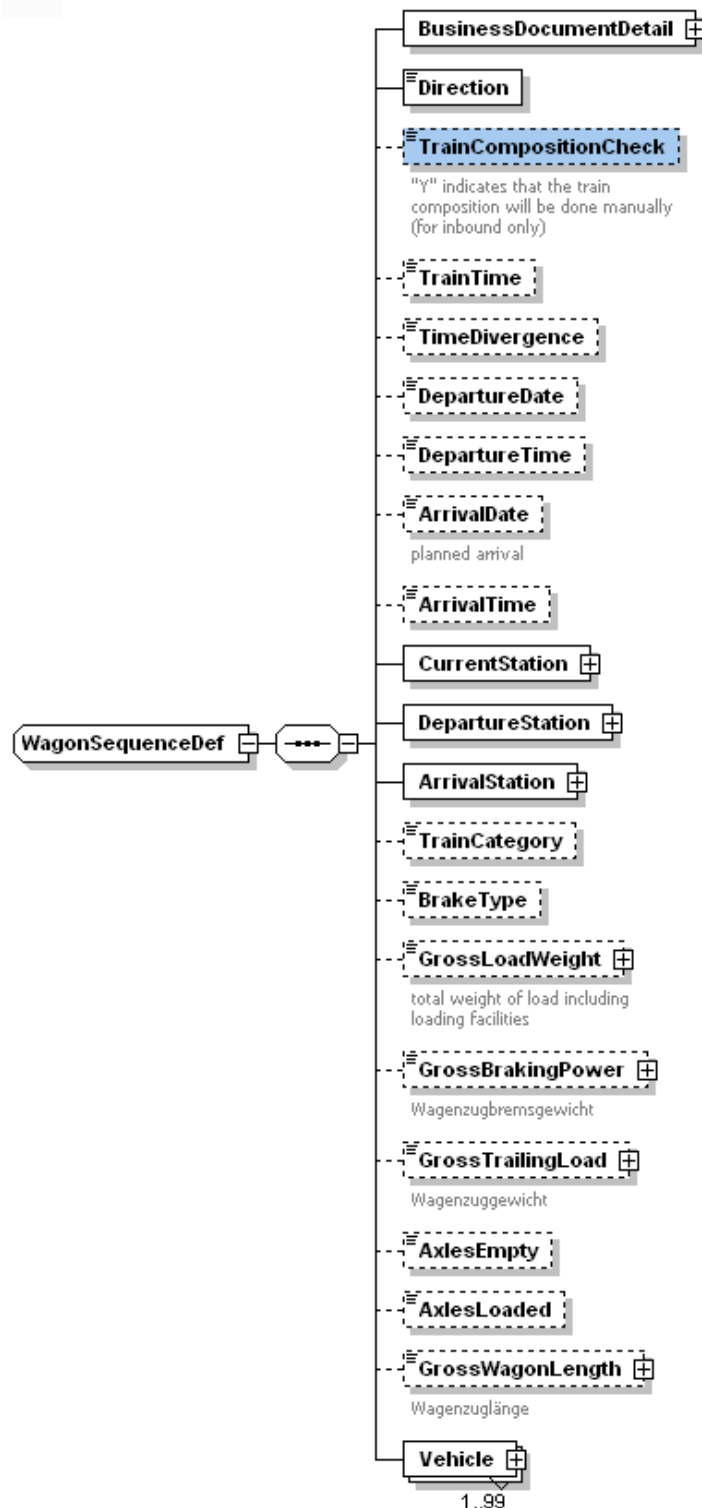 BusinessDocumentDetail
Direction
TrainCompositionCheck
"Y" indicates that the train
composition will be done manually
(for inbound only)
TrainTime
TimeDivergence
DepartureDate
DepartureTime
ArrivalDate
planned arrival
ArrivalTime
CurrentStation
WagonSequenceDef
DepartureStation
ArrivalStation
TrainCategory
BrakeType
GrossLoadWeight
total weight of load including
loading facilities
GrossBrakingPower
Wagenzugbremsgewicht
GrossTrailingLoad
Wagenzuggewicht
AxlesEmpty
AxlesLoaded
GrossWagonLength
Wagenzuglänge
Vehicle
1..99